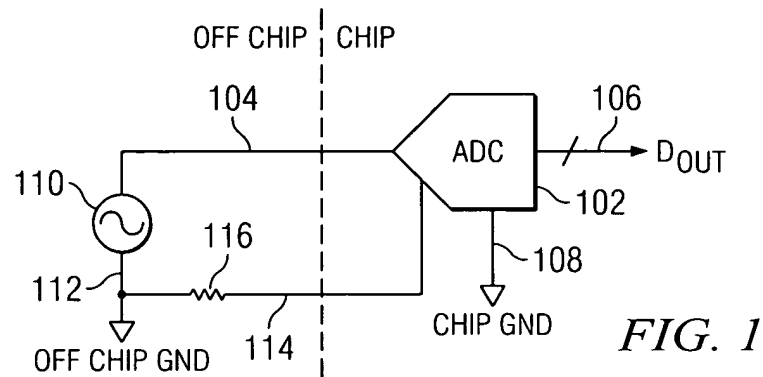 OFF CHIP CHIP
104
106
ADC
D_OUT
110
102
116
112
108
114
OFF CHIP GND
CHIP GND
FIG. 1